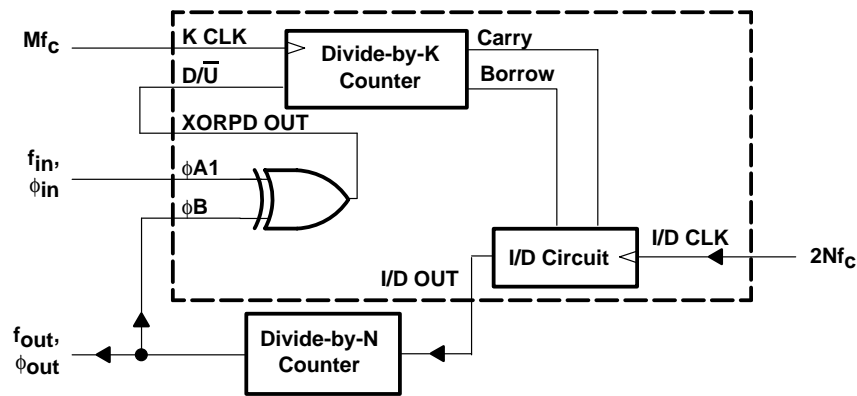 Mfc
K CLK
D/U̅
Divide-by-K
Counter
Carry
Borrow
XORPD OUT
fin,
ϕin
ϕA1
ϕB
I/D Circuit
I/D CLK
2Nfc
I/D OUT
fout,
ϕout
Divide-by-N
Counter